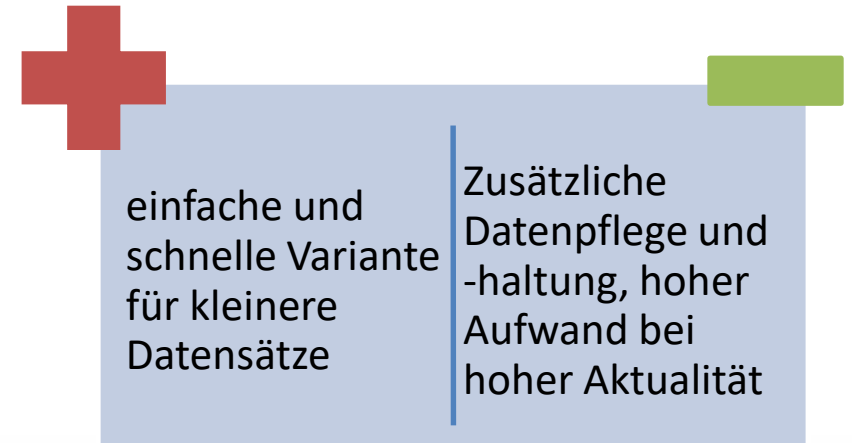 einfache und
schnelle Variante
für kleinere
Datensätze
Zusätzliche
Datenpflege und
-haltung, hoher
Aufwand bei
hoher Aktualität